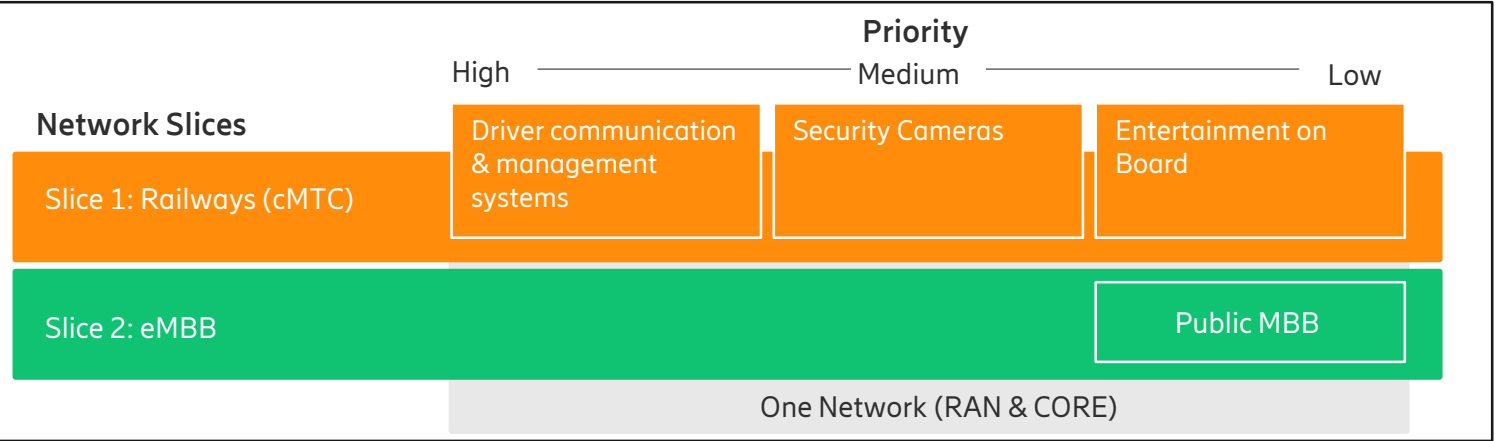 Priority
High
Medium
Low
Network Slices
Driver communication
& management
systems
Security Cameras
Entertainment on
Board
Slice 1: Railways (cMTC)
Slice 2: eMBB
Public MBB
One Network (RAN & CORE)